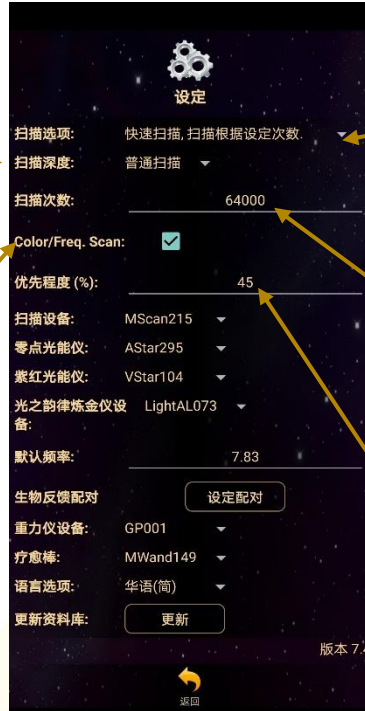 设定
扫描选项: 快速扫描, 扫描根据设定次数.
扫描深度: 普通扫描
扫描次数: 64000
Color/Freq. Scan:
优先程度 (%): 45
扫描设备: MScan215
零点光能仪: AStar295
紫红光能仪: VStar104
光之韵律炼金仪设 LightAL073
备:
默认频率: 7.83
生物反馈配对 设定配对
重力仪设备: GP001
疗愈棒: MWand149
语言选项: 华语(简)
更新资料库: 更新
版本 7.
返回